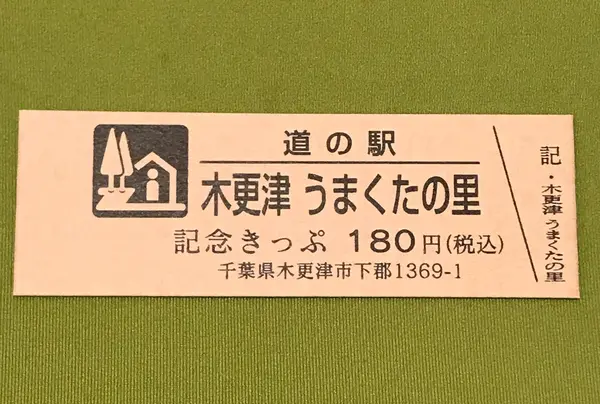 道の駅
木更津 うまくたの里
記念きっぷ 180円(税込)
千葉県木更津市下郡1369-1
記・木更津 うまくたの里